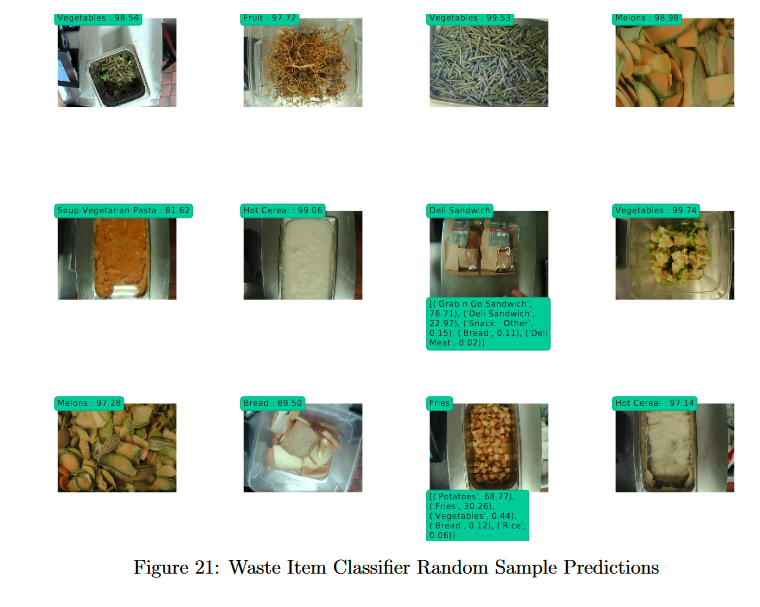 Vegetables : 98.54
Fruit : 97.72
Vegetables : 99.53
Melons : 98.98
Soup-Vegetarian-Pasta : 81.62
Hot Cereal : 99.06
Deli Sandwich
Vegetables : 99.74
[('Grab n Go Sandwich',
76.71), ('Deli Sandwich',
22.97), ('Snack - Other',
0.15), ('Bread', 0.11), ('Deli
Meat', 0.02)]
Melons : 97.28
Bread : 89.50
Fries
Hot Cereal : 97.14
[('Potatoes', 68.77),
('Fries', 30.26),
('Vegetables', 0.44),
('Bread', 0.12), ('Rice',
0.06)]
Figure 21: Waste Item Classifier Random Sample Predictions